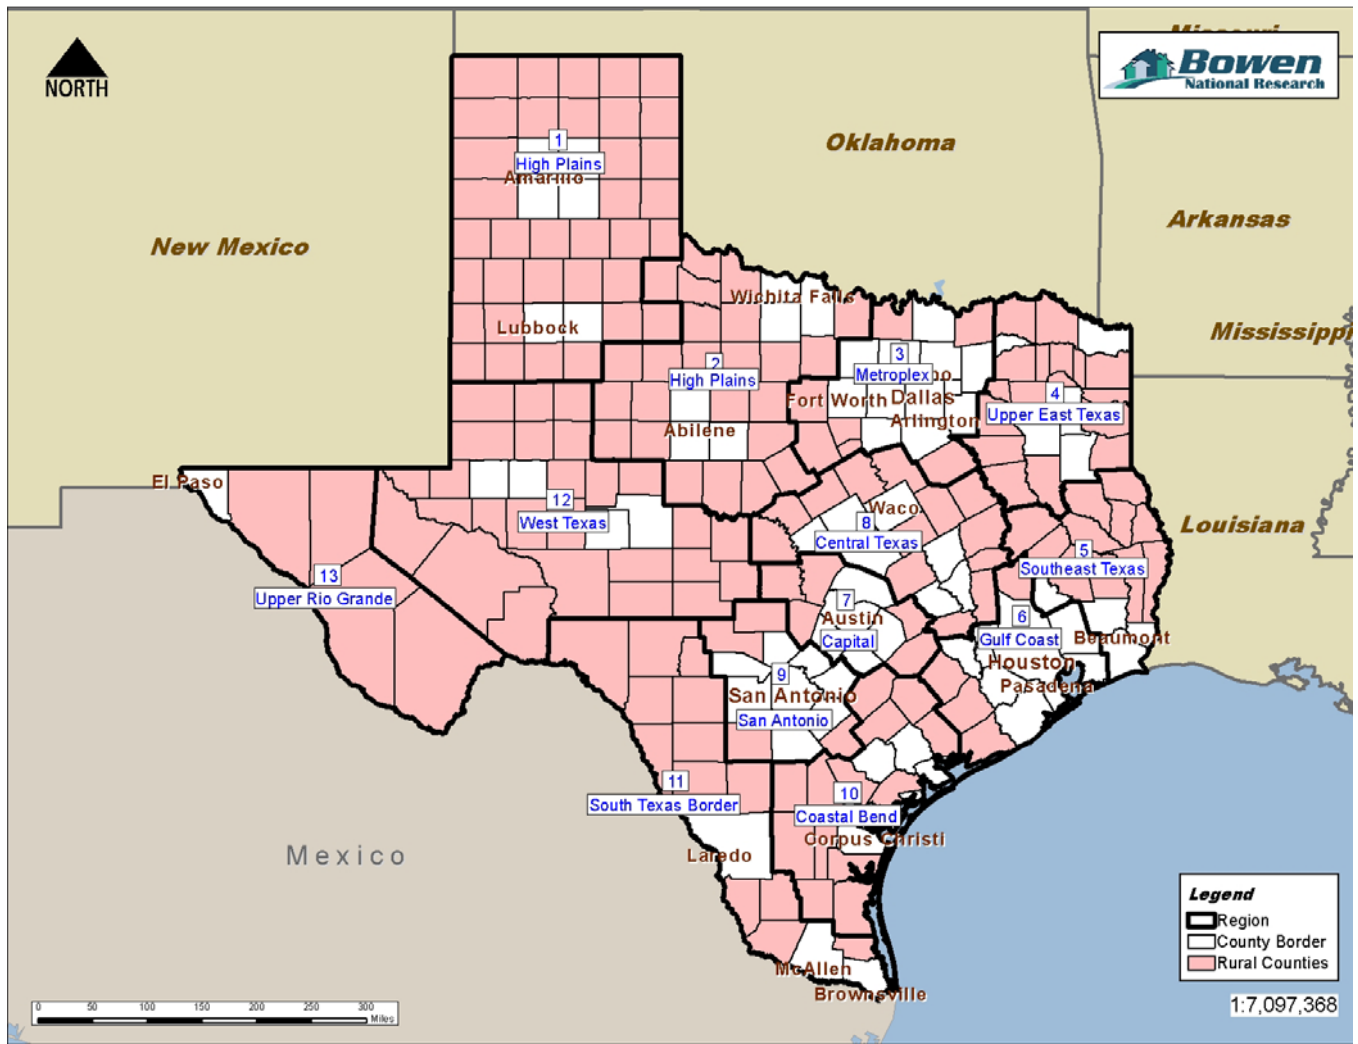 Missouri
Bowen
National Research
NORTH
Oklahoma
1
High Plains
Amarillo
Arkansas
New Mexico
Wichita Falls
Lubbock
Mississippi
2
High Plains
3
Metroplex
Fort Worth
Dallas
Arlington
4
Upper East Texas
Abilene
El Paso
12
West Texas
Waco
8
Central Texas
Louisiana
5
Southeast Texas
13
Upper Rio Grande
7
Austin
Capital
6
Gulf Coast
Beaumont
Houston
Pasadena
9
San Antonio
San Antonio
11
South Texas Border
10
Coastal Bend
Corpus Christi
Mexico
Laredo
McAllen
Brownsville
Legend
Region
County Border
Rural Counties
0 50 100 150 200 250 300
Miles
1:7,097,368